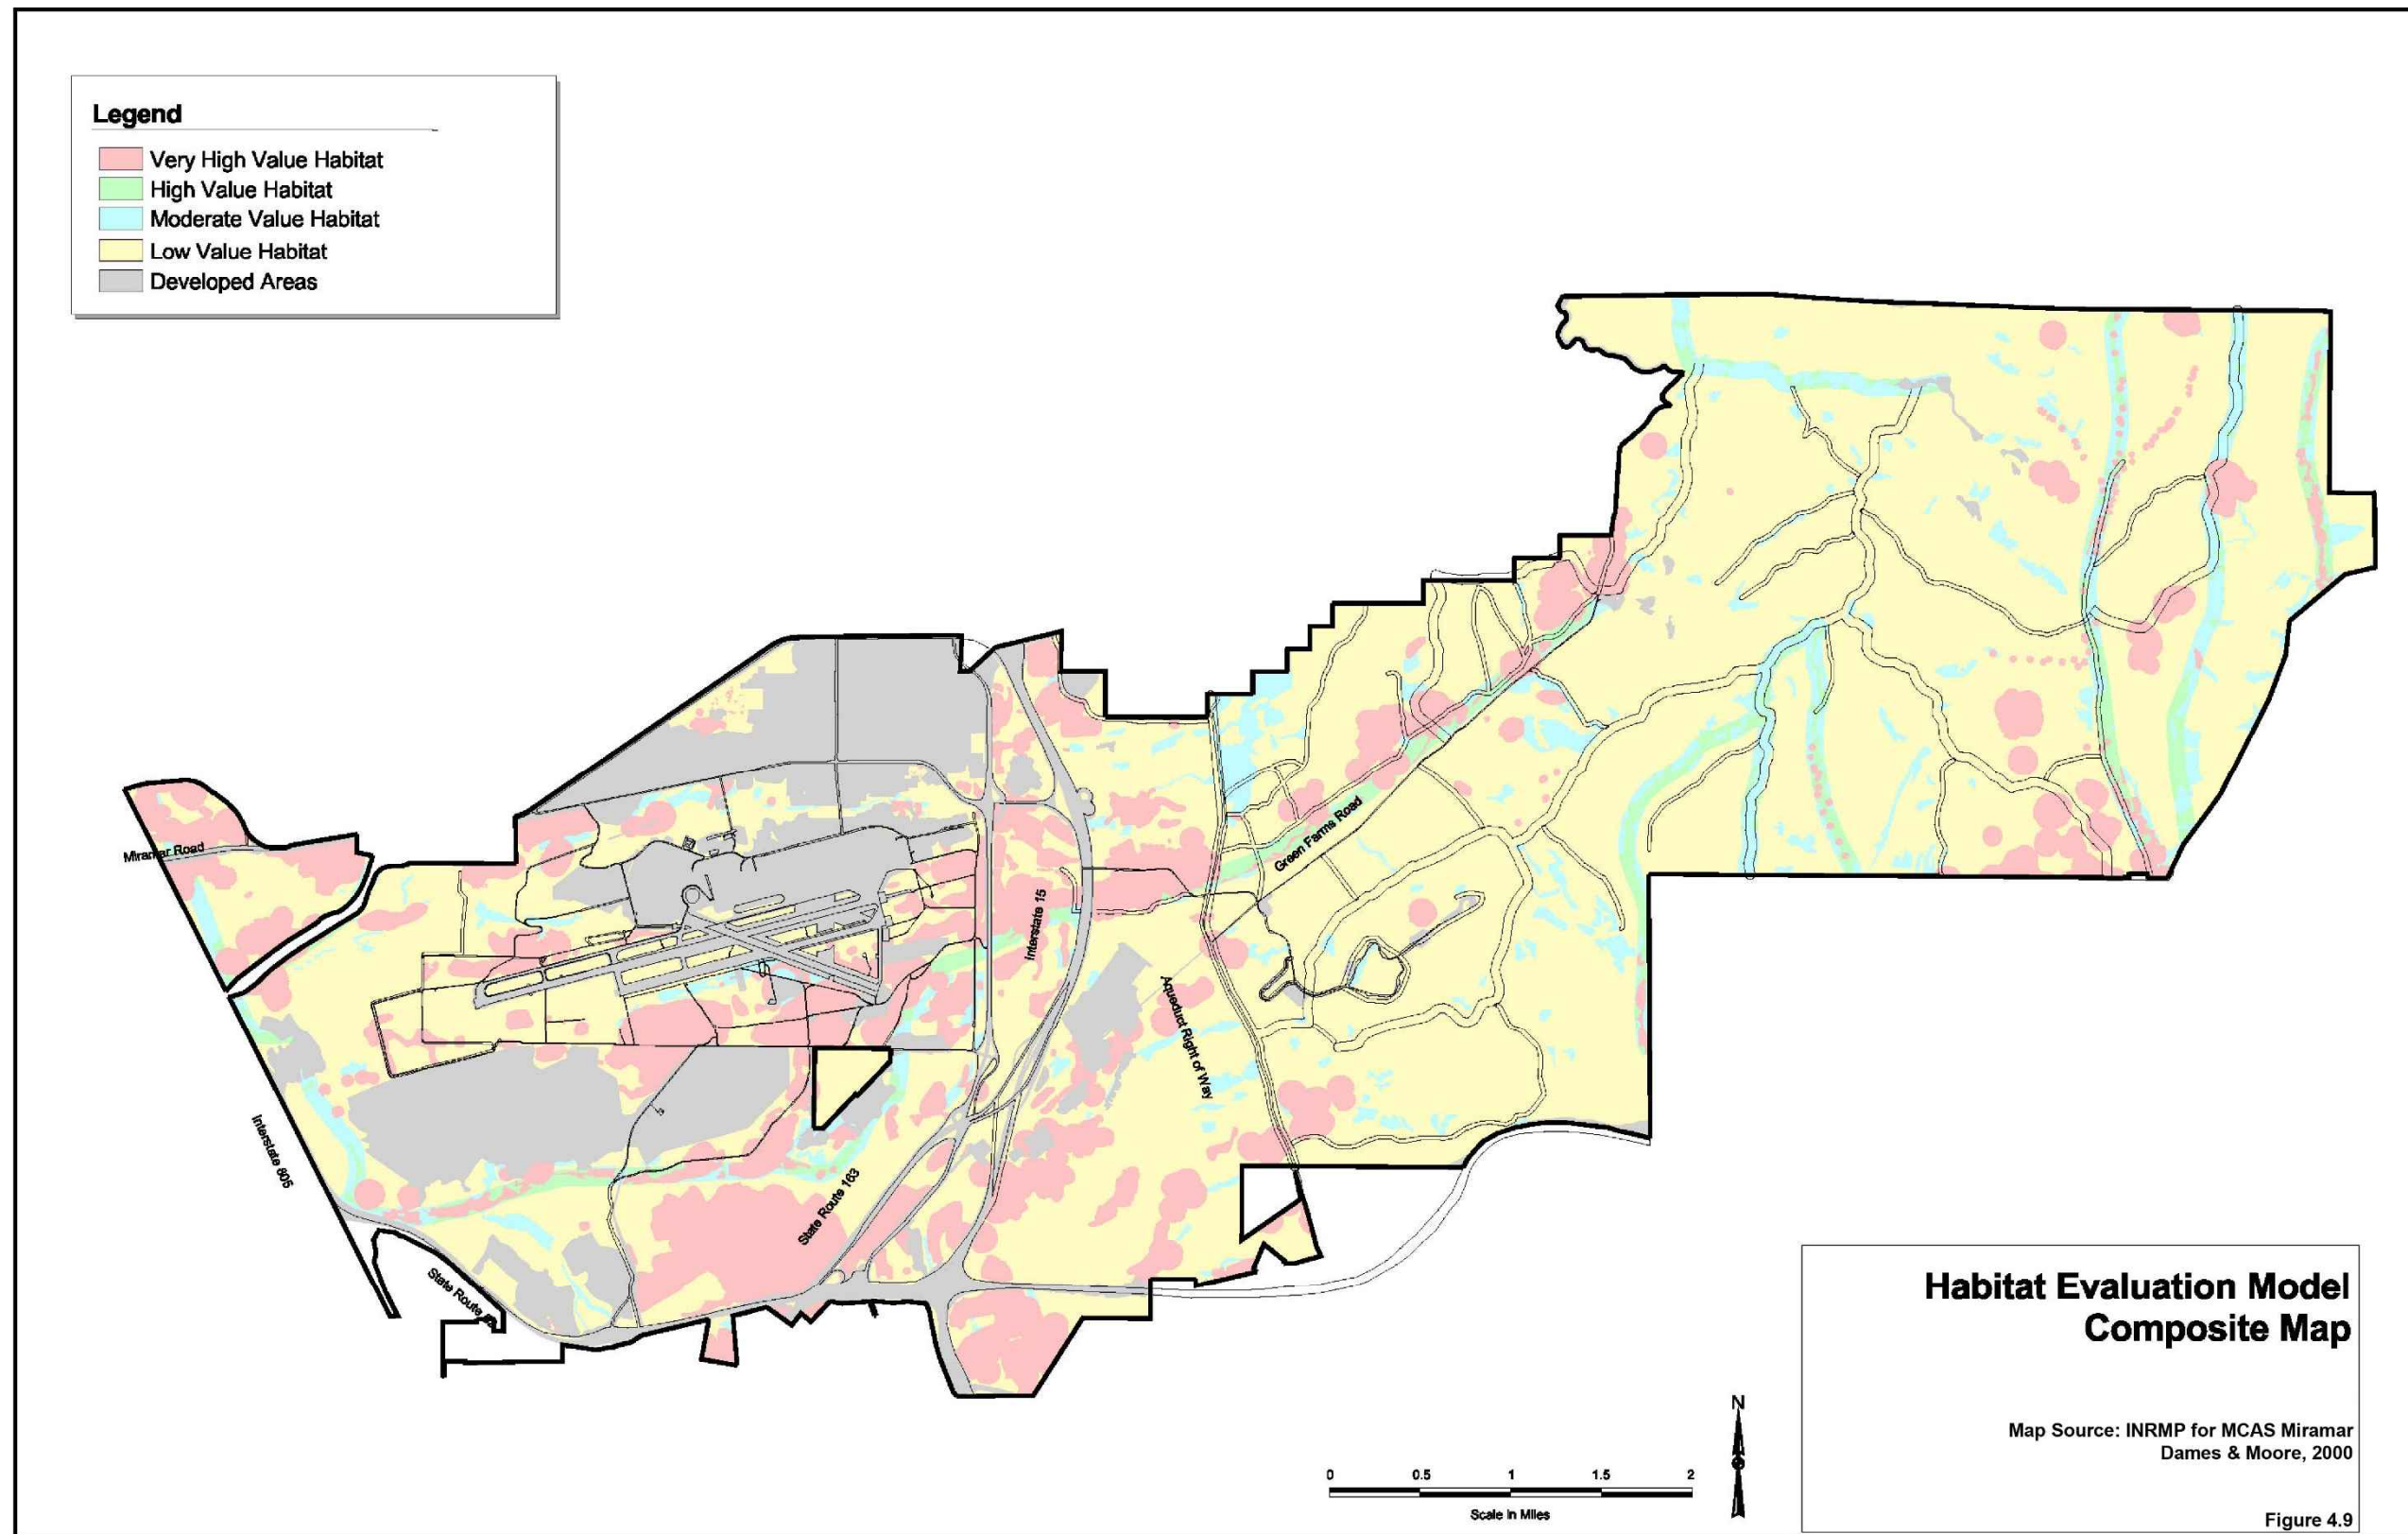 Legend
Very High Value Habitat
High Value Habitat
Moderate Value Habitat
Low Value Habitat
Developed Areas
Miramar Road
Interstate 15
Green Farms Road
Aqueduct Right of Way
Interstate 805
State Route 163
State Route
Habitat Evaluation Model
Composite Map
Map Source: INRMP for MCAS Miramar
Dames & Moore, 2000
Figure 4.9
N
0 0.5 1 1.5 2
Scale in Miles